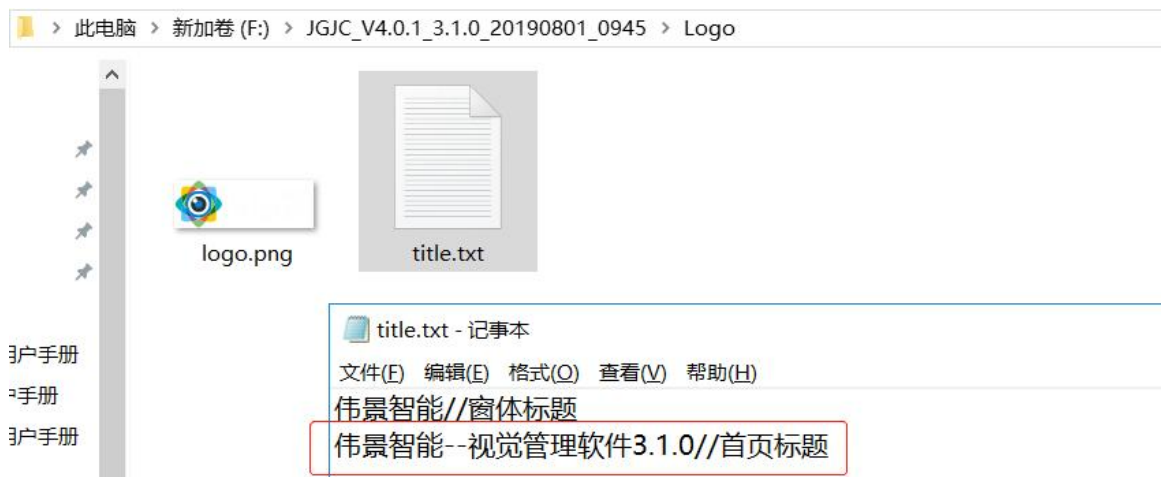 此电脑 > 新加卷 (F:) > JGJC_V4.0.1_3.1.0_20190801_0945 > Logo
logo.png
title.txt
title.txt - 记事本
文件(F) 编辑(E) 格式(O) 查看(V) 帮助(H)
伟景智能//窗体标题
伟景智能--视觉管理软件3.1.0//首页标题
用户手册
户手册
用户手册